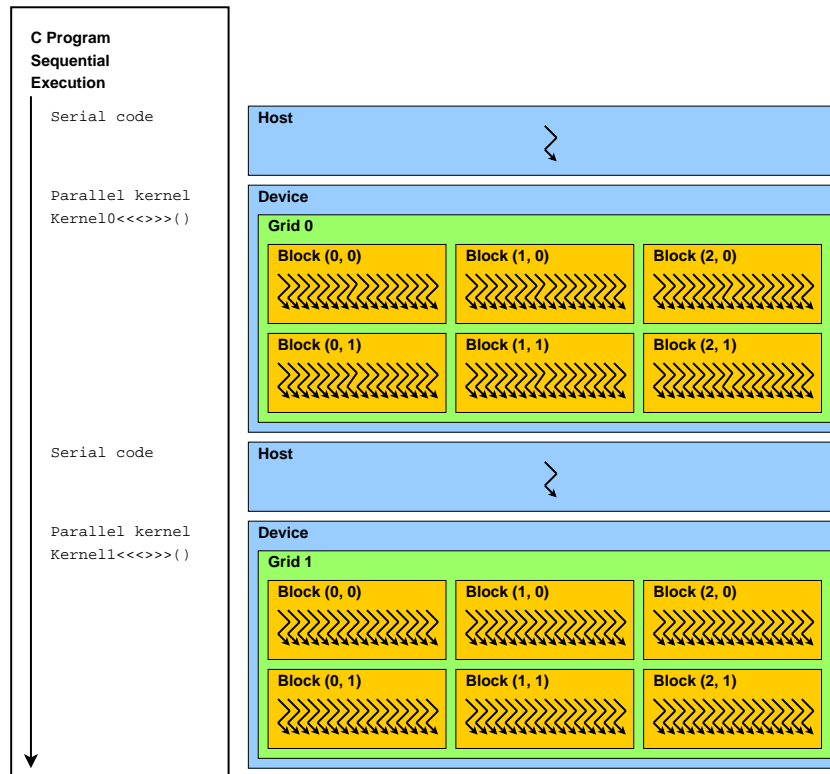 C Program
Sequential
Execution
Serial code
Host
Parallel kernel
Kernel0<<<>>>()
Device
Grid 0
Block (0, 0)
Block (1, 0)
Block (2, 0)
Block (0, 1)
Block (1, 1)
Block (2, 1)
Serial code
Host
Parallel kernel
Kernel1<<<>>>()
Device
Grid 1
Block (0, 0)
Block (1, 0)
Block (2, 0)
Block (0, 1)
Block (1, 1)
Block (2, 1)